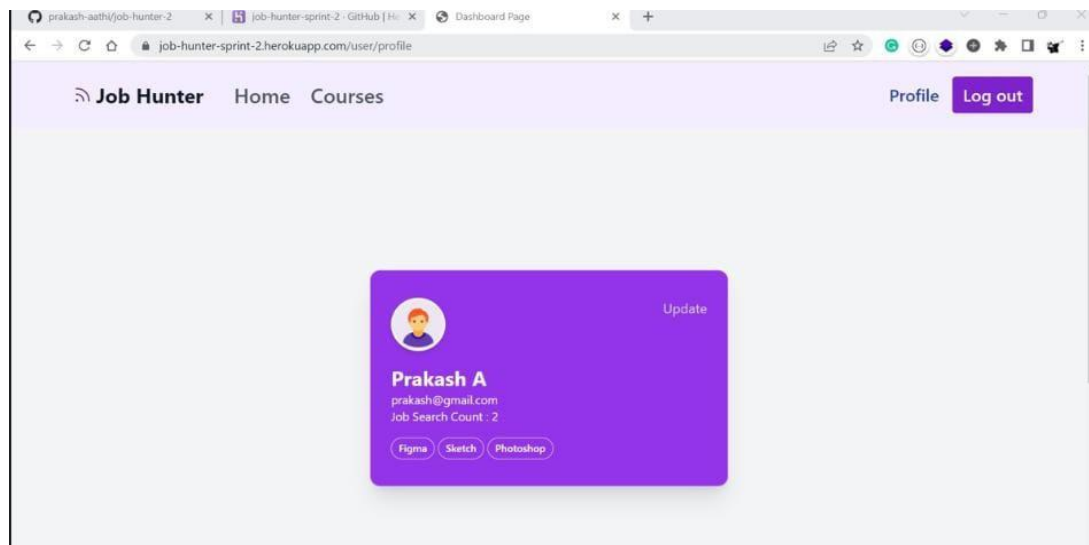 prakash-aathi/job-hunter-2
job-hunter-sprint-2 · GitHub | He
Dashboard Page
job-hunter-sprint-2.herokuapp.com/user/profile
Job Hunter
Home
Courses
Profile
Log out
Update
Prakash A
prakash@gmail.com
Job Search Count : 2
Figma
Sketch
Photoshop